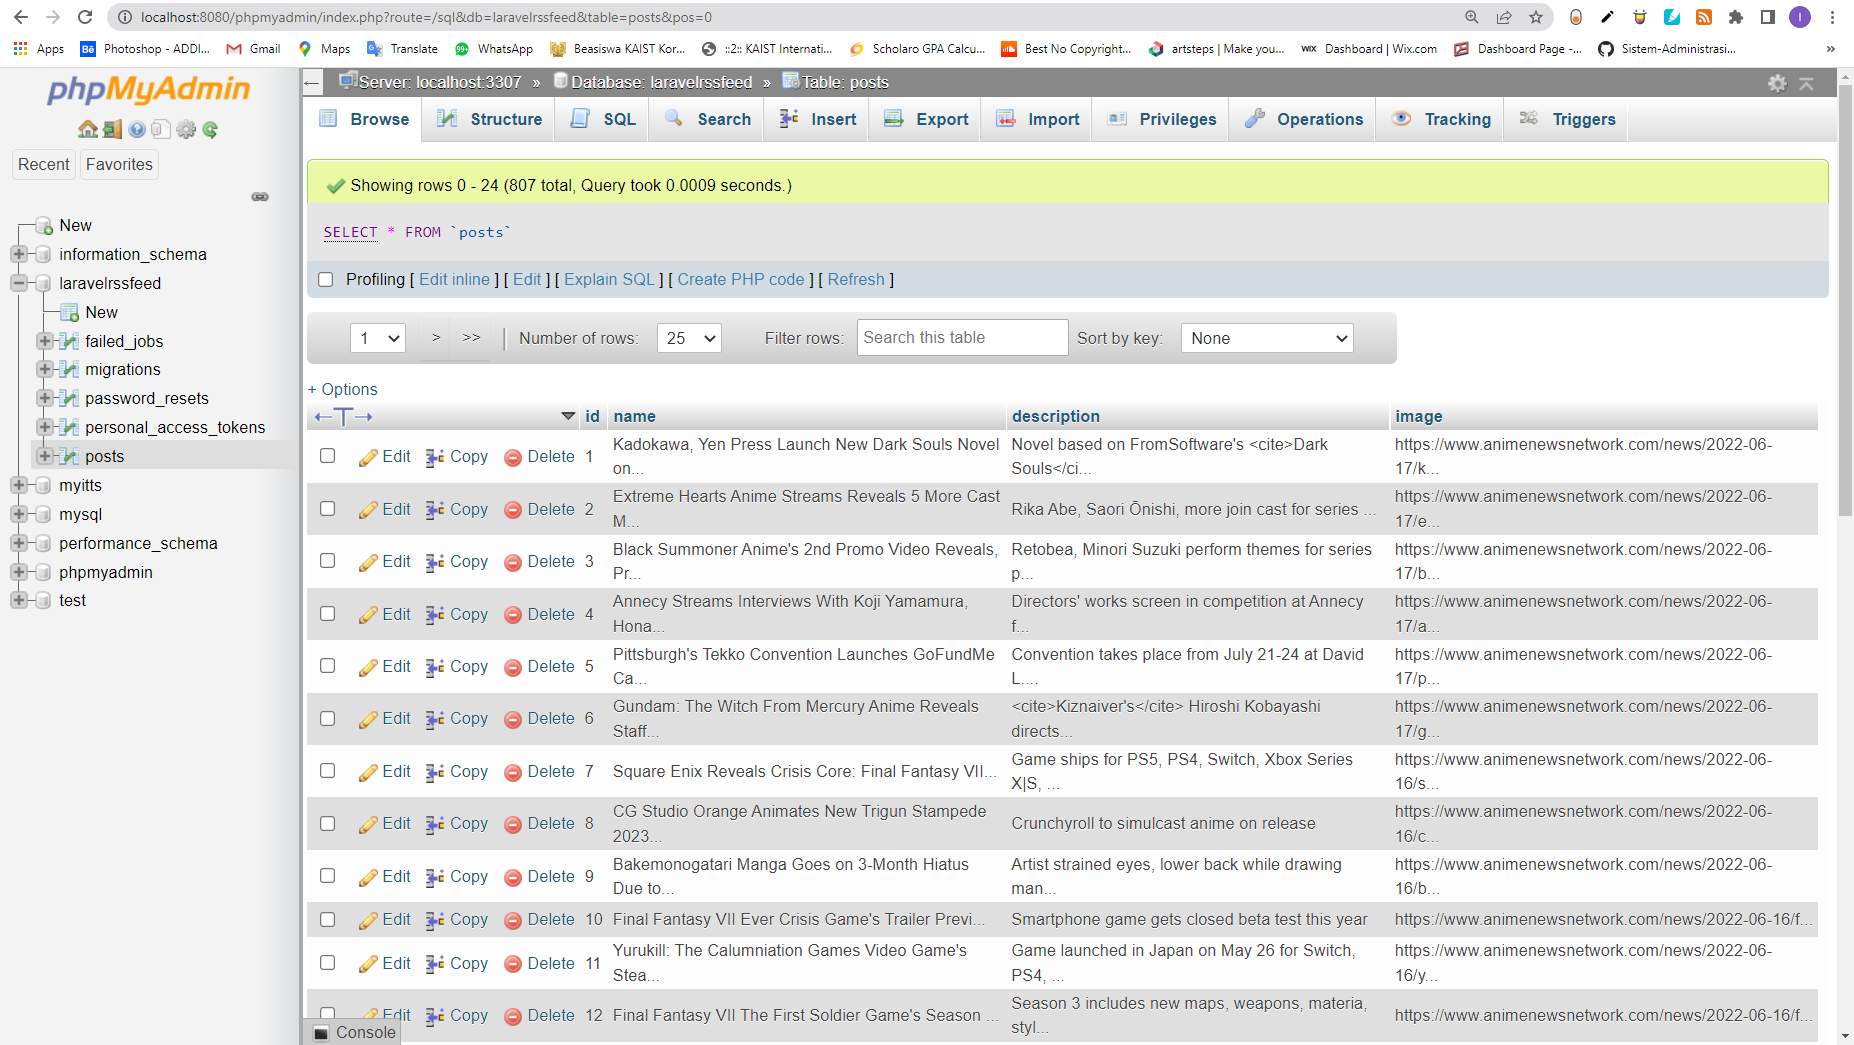 localhost:8080/phpmyadmin/index.php?route=/sql&db=laravelrssfeed&table=posts&pos=0
I
Apps
Photoshop - ADDI...
Gmail
Maps
Translate
WhatsApp
Beasiswa KAIST Kor...
::2:: KAIST Internati...
Scholaro GPA Calcu...
Best No Copyright...
artsteps | Make you...
WIX Dashboard | Wix.com
Dashboard Page -...
Sistem-Administrasi...
»
phpMyAdmin
Recent Favorites
New
information_schema
laravelrssfeed
New
failed_jobs
migrations
password_resets
personal_access_tokens
posts
myitts
mysql
performance_schema
phpmyadmin
test
Server: localhost:3307 » Database: laravelrssfeed » Table: posts
Browse Structure SQL Search Insert Export Import Privileges Operations Tracking Triggers
Showing rows 0 - 24 (807 total, Query took 0.0009 seconds.)
SELECT * FROM `posts`
Profiling [ Edit inline ] [ Edit ] [ Explain SQL ] [ Create PHP code ] [ Refresh ]
1 > >> Number of rows: 25 Filter rows: Search this table Sort by key: None
+ Options
←T→ id name description image
Edit Copy Delete 1 Kadokawa, Yen Press Launch New Dark Souls Novel on... Novel based on FromSoftware's <cite>Dark Souls</ci... https://www.animenewsnetwork.com/news/2022-06-17/k...
Edit Copy Delete 2 Extreme Hearts Anime Streams Reveals 5 More Cast M... Rika Abe, Saori Ōnishi, more join cast for series ... https://www.animenewsnetwork.com/news/2022-06-17/e...
Edit Copy Delete 3 Black Summoner Anime's 2nd Promo Video Reveals, Pr... Retobea, Minori Suzuki perform themes for series p... https://www.animenewsnetwork.com/news/2022-06-17/b...
Edit Copy Delete 4 Annecy Streams Interviews With Koji Yamamura, Hona... Directors' works screen in competition at Annecy f... https://www.animenewsnetwork.com/news/2022-06-17/a...
Edit Copy Delete 5 Pittsburgh's Tekko Convention Launches GoFundMe Ca... Convention takes place from July 21-24 at David L.... https://www.animenewsnetwork.com/news/2022-06-17/p...
Edit Copy Delete 6 Gundam: The Witch From Mercury Anime Reveals Staff... <cite>Kiznaiver's</cite> Hiroshi Kobayashi directs... https://www.animenewsnetwork.com/news/2022-06-17/g...
Edit Copy Delete 7 Square Enix Reveals Crisis Core: Final Fantasy VII... Game ships for PS5, PS4, Switch, Xbox Series X|S, ... https://www.animenewsnetwork.com/news/2022-06-16/s...
Edit Copy Delete 8 CG Studio Orange Animates New Trigun Stampede 2023... Crunchyroll to simulcast anime on release https://www.animenewsnetwork.com/news/2022-06-16/c...
Edit Copy Delete 9 Bakemonogatari Manga Goes on 3-Month Hiatus Due to... Artist strained eyes, lower back while drawing man... https://www.animenewsnetwork.com/news/2022-06-16/b...
Edit Copy Delete 10 Final Fantasy VII Ever Crisis Game's Trailer Previ... Smartphone game gets closed beta test this year https://www.animenewsnetwork.com/news/2022-06-16/f...
Edit Copy Delete 11 Yurukill: The Calumniation Games Video Game's Stea... Game launched in Japan on May 26 for Switch, PS4, ... https://www.animenewsnetwork.com/news/2022-06-16/y...
Edit Copy Delete 12 Final Fantasy VII The First Soldier Game's Season ... Season 3 includes new maps, weapons, materia, styl... https://www.animenewsnetwork.com/news/2022-06-16/f...
Console